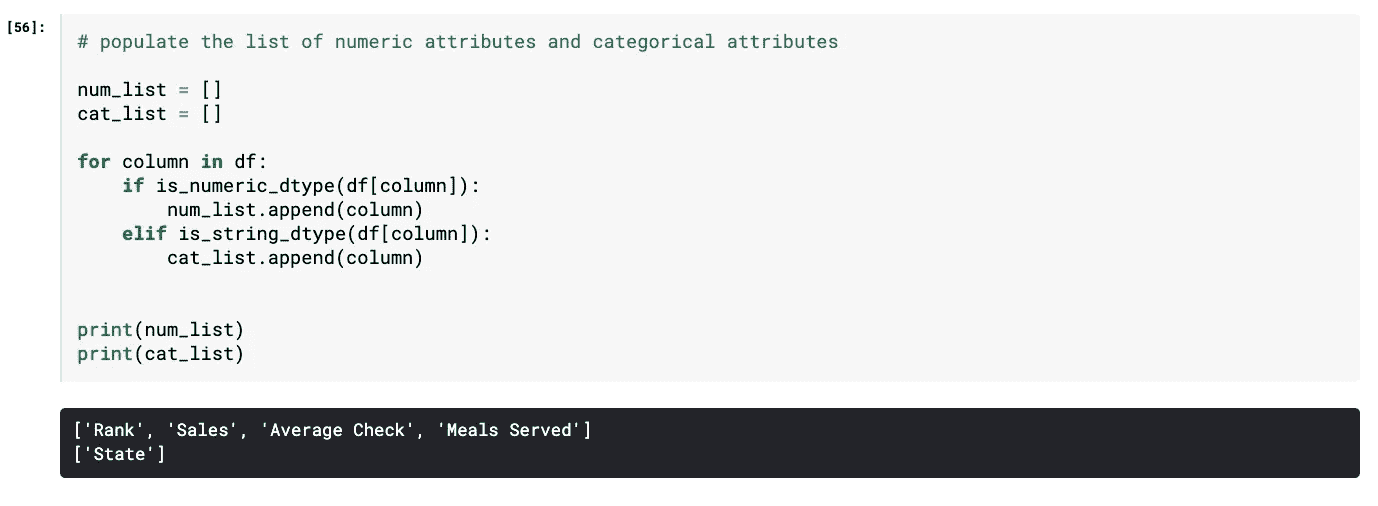 [56]:
# populate the list of numeric attributes and categorical attributes
num_list = []
cat_list = []
for column in df:
    if is_numeric_dtype(df[column]):
        num_list.append(column)
    elif is_string_dtype(df[column]):
        cat_list.append(column)
print(num_list)
print(cat_list)
['Rank', 'Sales', 'Average Check', 'Meals Served']
['State']